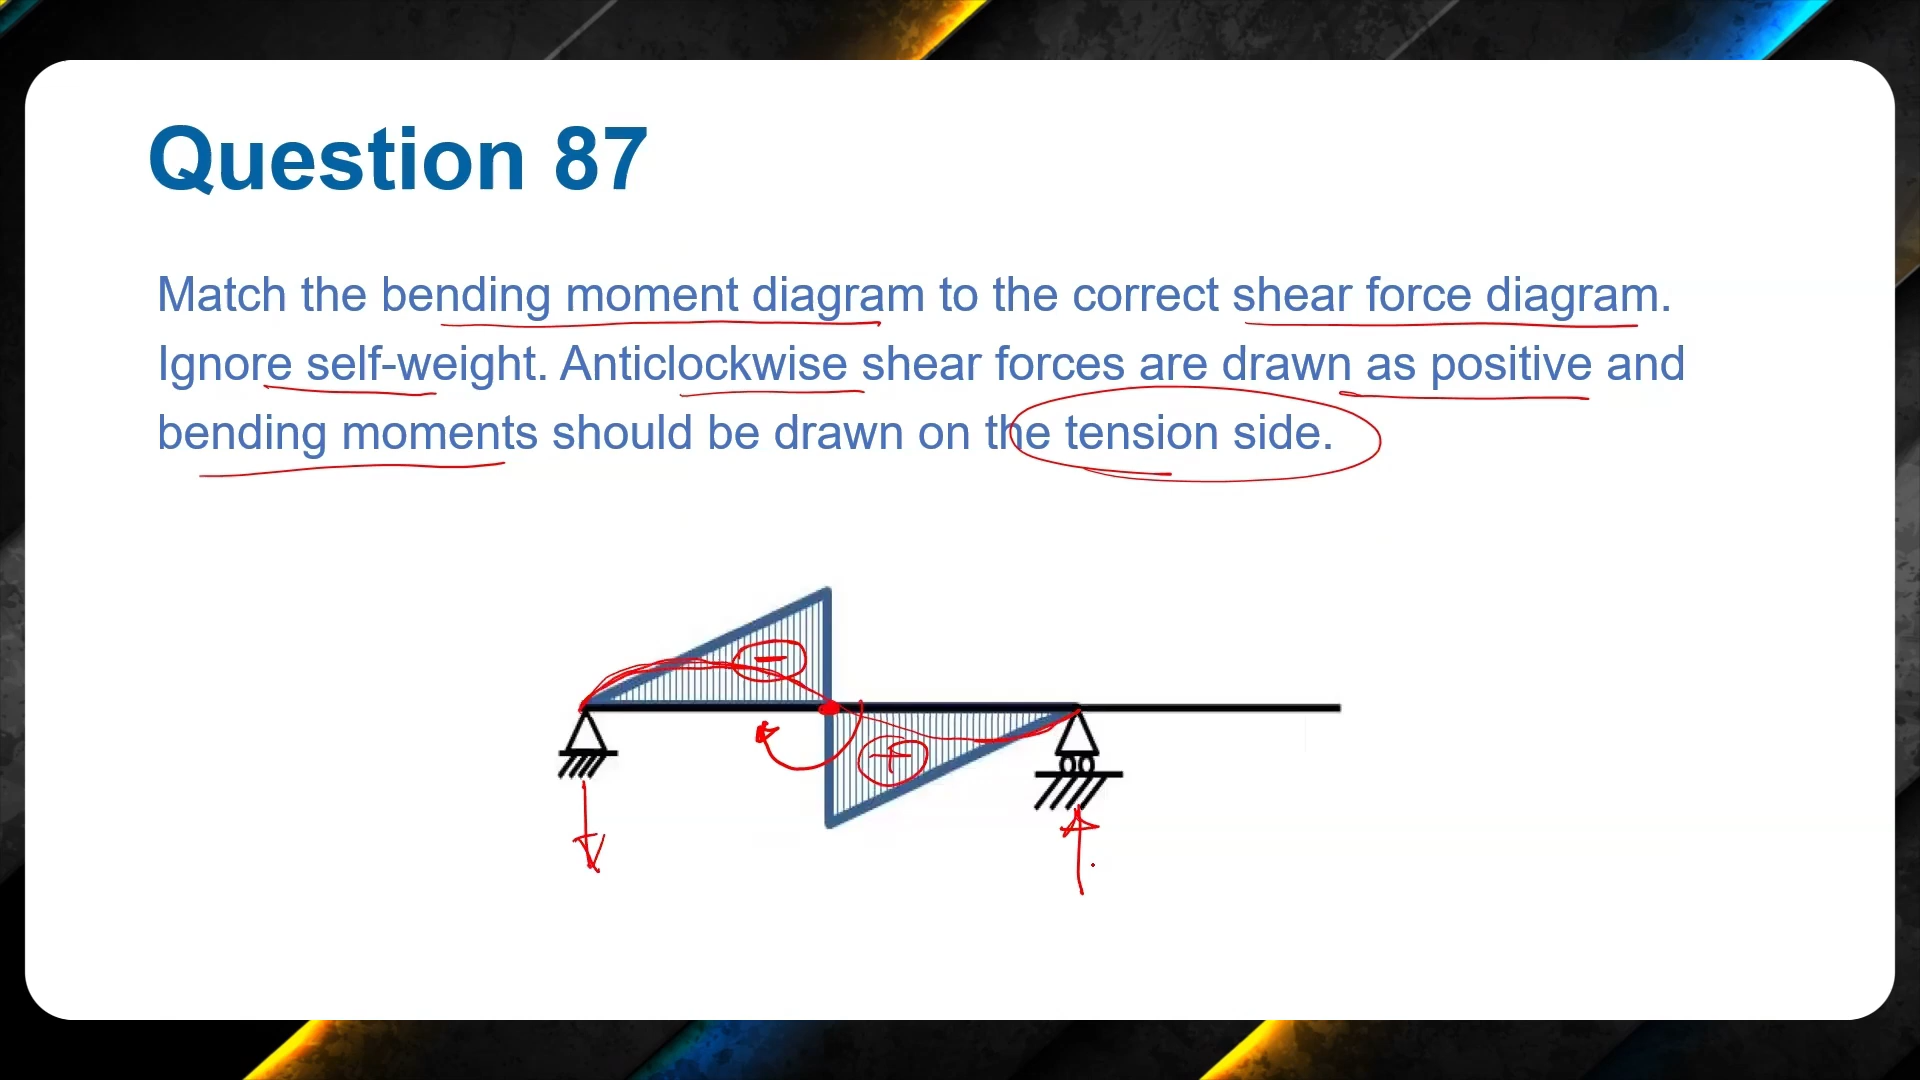 Question 87
Match the bending moment diagram to the correct shear force diagram.
Ignore self-weight. Anticlockwise shear forces are drawn as positive and
bending moments should be drawn on the tension side.
−
+